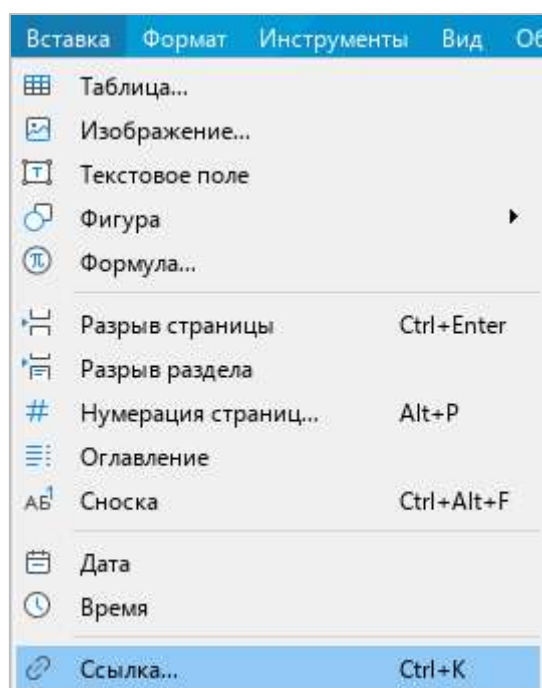 Вставка Формат Инструменты Вид Об
Таблица...
Изображение...
Текстовое поле
Фигура
Формула...
Разрыв страницы Ctrl+Enter
Разрыв раздела
Нумерация страниц... Alt+P
Оглавление
Сноска Ctrl+Alt+F
Дата
Время
Ссылка... Ctrl+K